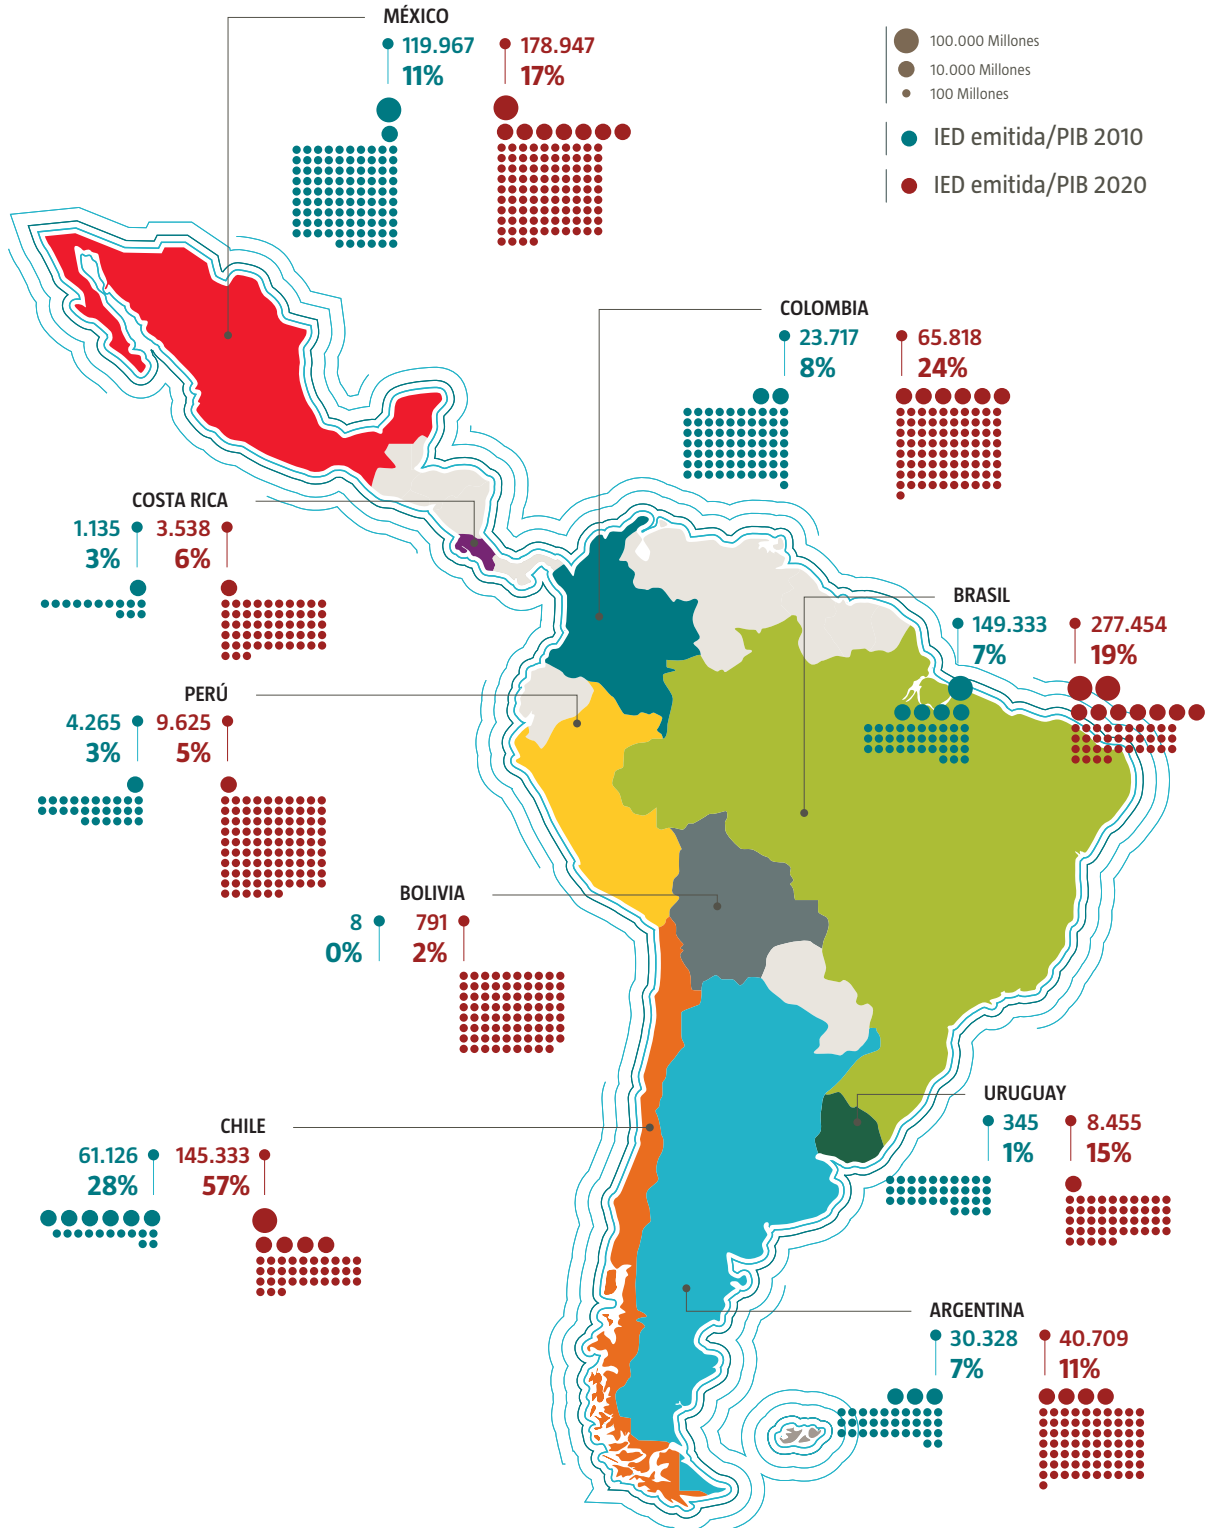 MÉXICO
119.967
11%
178.947
17%
100.000 Millones
10.000 Millones
100 Millones
IED emitida/PIB 2010
IED emitida/PIB 2020
COLOMBIA
23.717
8%
65.818
24%
COSTA RICA
1.135
3%
3.538
6%
BRASIL
149.333
7%
277.454
19%
PERÚ
4.265
3%
9.625
5%
BOLIVIA
8
0%
791
2%
URUGUAY
345
1%
8.455
15%
CHILE
61.126
28%
145.333
57%
ARGENTINA
30.328
7%
40.709
11%